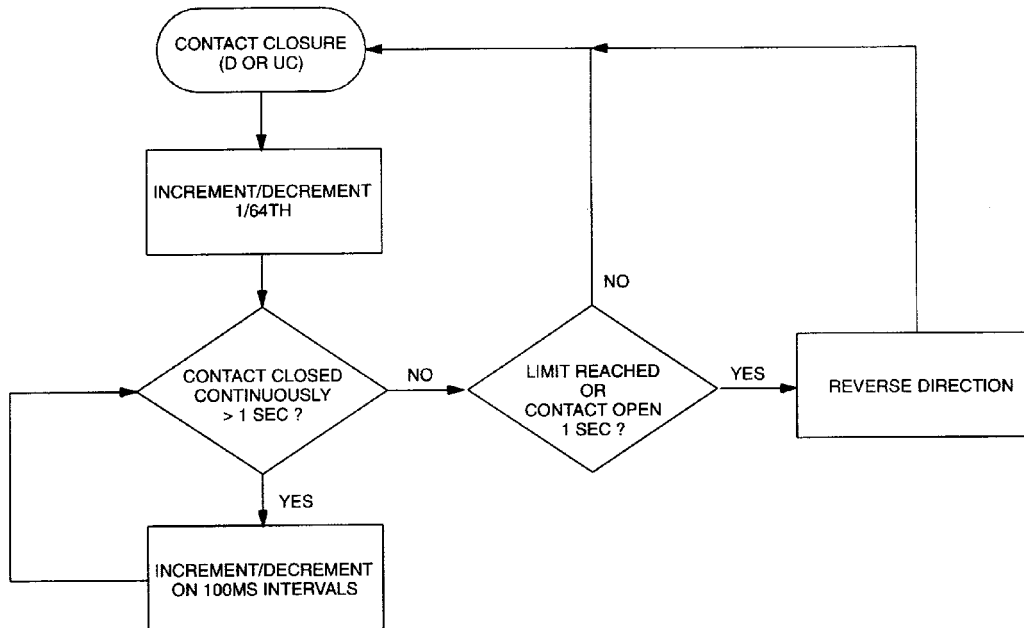 CONTACT CLOSURE
(D OR UC)
INCREMENT/DECREMENT
1/64TH
NO
CONTACT CLOSED
CONTINUOUSLY
> 1 SEC ?
NO
LIMIT REACHED
OR
CONTACT OPEN
1 SEC ?
YES
REVERSE DIRECTION
YES
INCREMENT/DECREMENT
ON 100MS INTERVALS